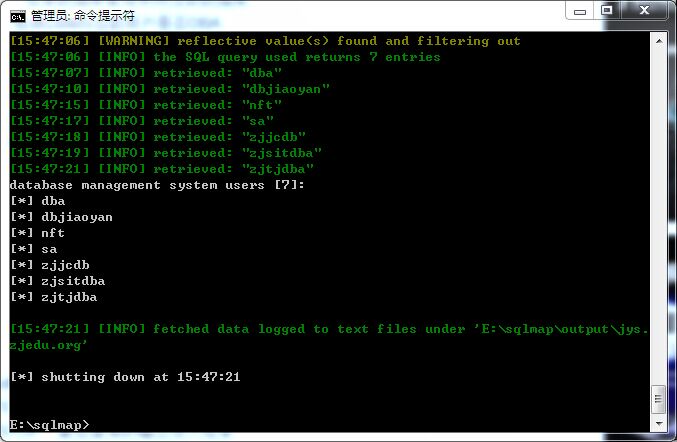 管理员: 命令提示符
[15:47:06] [WARNING] reflective value(s) found and filtering out
[15:47:06] [INFO] the SQL query used returns 7 entries
[15:47:07] [INFO] retrieved: "dba"
[15:47:10] [INFO] retrieved: "dbjiaoyan"
[15:47:15] [INFO] retrieved: "nft"
[15:47:17] [INFO] retrieved: "sa"
[15:47:18] [INFO] retrieved: "zjjcdb"
[15:47:19] [INFO] retrieved: "zjsitdba"
[15:47:21] [INFO] retrieved: "zjtjdba"
database management system users [7]:
[*] dba
[*] dbjiaoyan
[*] nft
[*] sa
[*] zjjcdb
[*] zjsitdba
[*] zjtjdba
[15:47:21] [INFO] fetched data logged to text files under 'E:\sqlmap\output\jys.
zjedu.org'
[*] shutting down at 15:47:21
E:\sqlmap>